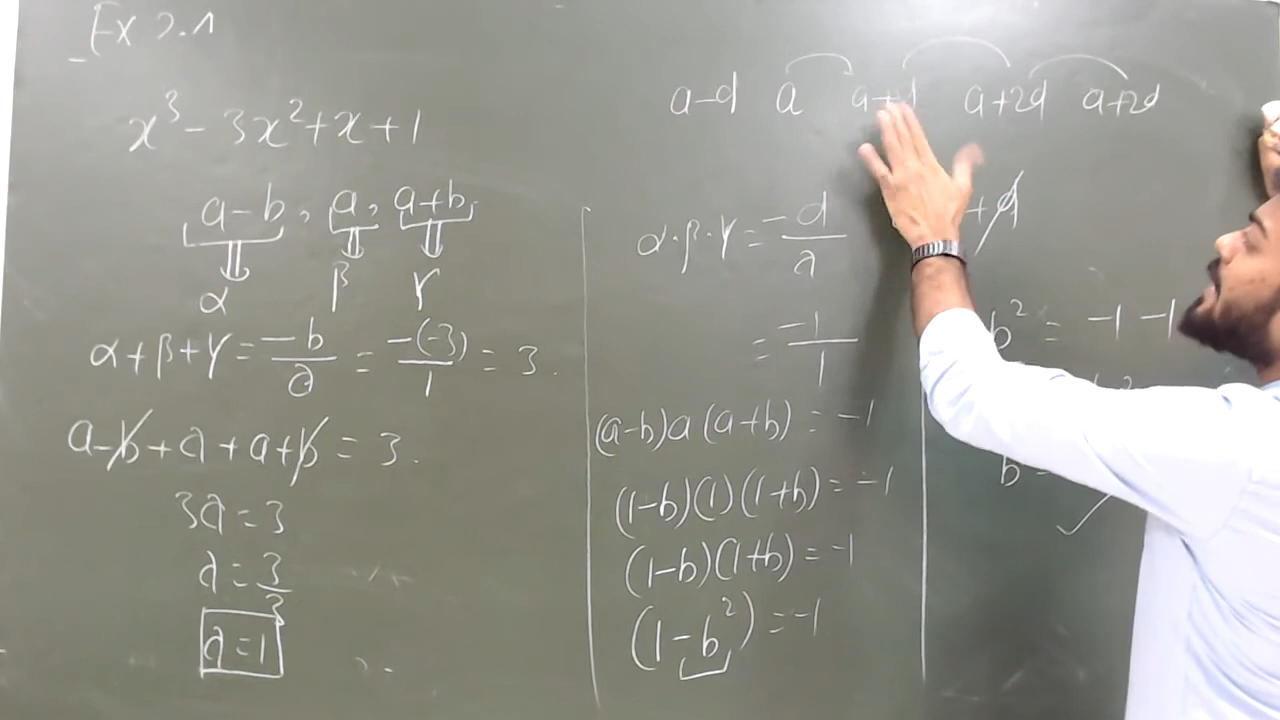 Ex 2.1
x³ - 3x² + x + 1
a-b, a, a+b,
α β γ
α + β + γ = -b/a = -(-3)/1 = 3.
a - b + a + a + b = 3.
3a = 3
a = 3/3
a = 1
a-d a a+d a+2d a+2d
α·β·γ = -d/a
= -1/1
(a-b)a(a+b) = -1
(1-b)(1)(1+b) = -1
(1-b)(1+b) = -1
(1-b²) = -1
+d
b² = -1 -1
b =